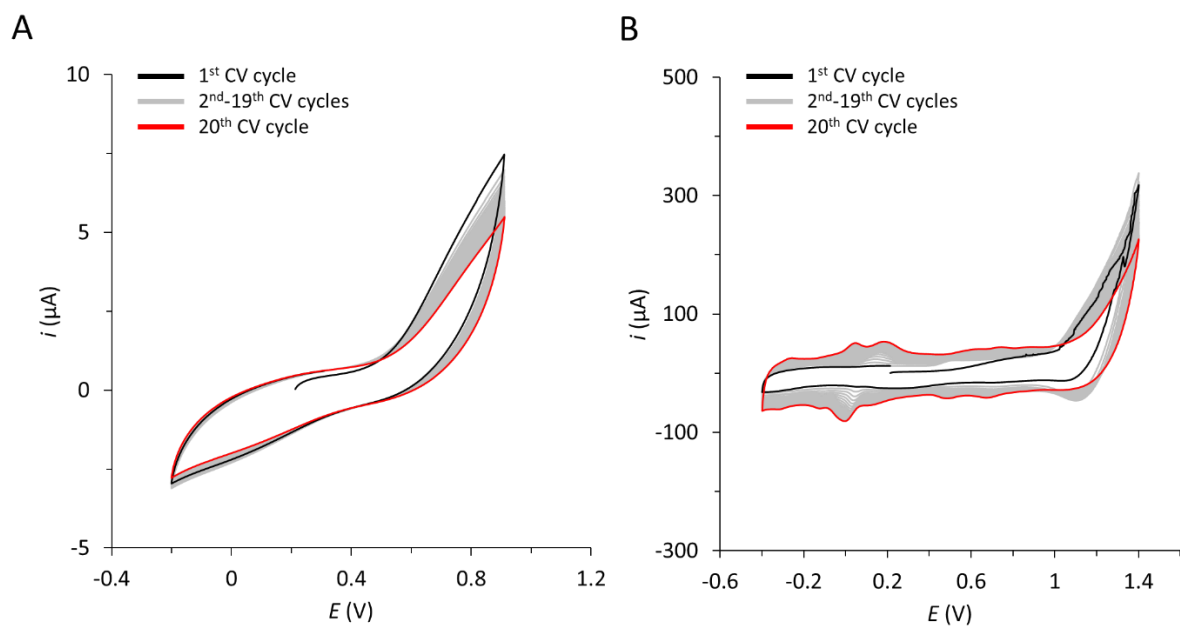 A
10
5
0
-5
-0.4
0
0.4
0.8
1.2
i (µA)
E (V)
1st CV cycle
2nd-19th CV cycles
20th CV cycle
B
500
300
100
-100
-300
-0.6
-0.2
0.2
0.6
1
1.4
i (µA)
E (V)
1st CV cycle
2nd-19th CV cycles
20th CV cycle